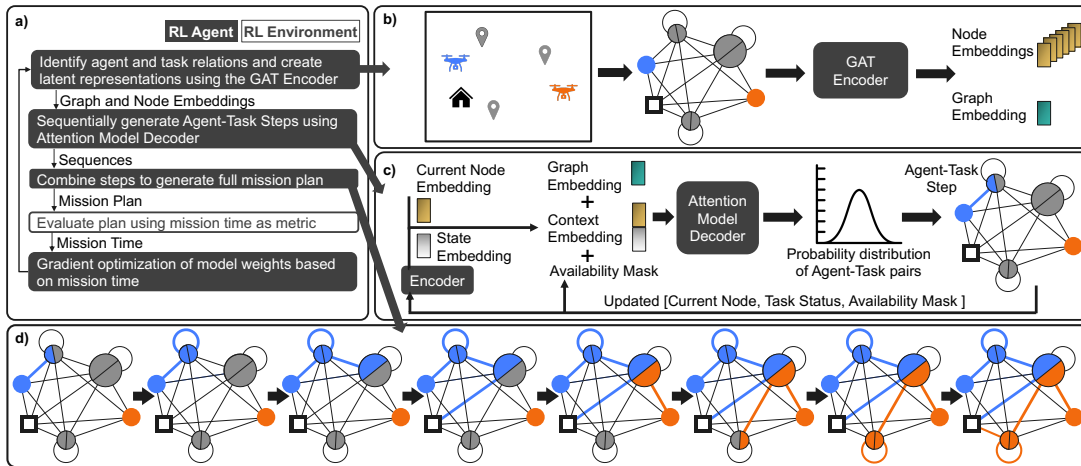 a)
RL Agent RL Environment
Identify agent and task relations and create
latent representations using the GAT Encoder
Graph and Node Embeddings
Sequentially generate Agent-Task Steps using
Attention Model Decoder
Sequences
Combine steps to generate full mission plan
Mission Plan
Evaluate plan using mission time as metric
Mission Time
Gradient optimization of model weights based
on mission time
b)
GAT
Encoder
Node
Embeddings
Graph
Embedding
c)
Current Node
Embedding
State
Embedding
Encoder
Graph
Embedding
+
Context
Embedding
+
Availability Mask
Attention
Model
Decoder
Probability distribution
of Agent-Task pairs
Agent-Task
Step
Updated [Current Node, Task Status, Availability Mask ]
d)